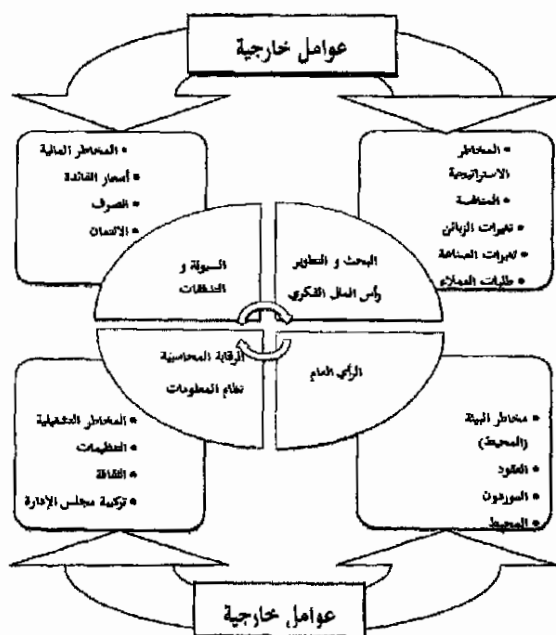 عوامل خارجية
• المخاطر
الاستراتيجية
• المنافسة
• تغيرات الزبائن
• تغيرات الصناعة
• طلبات العملاء
• المخاطر المالية
• أسعار الفائدة
• الصرف
• الائتمان
البحث و التطوير
رأس المال الفكري
السيولة و
التدفقات
الرأي العام
الرقابة المحاسبية
نظام المعلومات
• مخاطر البيئة
(المحيط)
• العقود
• الموردون
• المحيط
• المخاطر التشغيلية
• التنظيمات
• الثقافة
• تركيبة مجلس الإدارة
عوامل خارجية